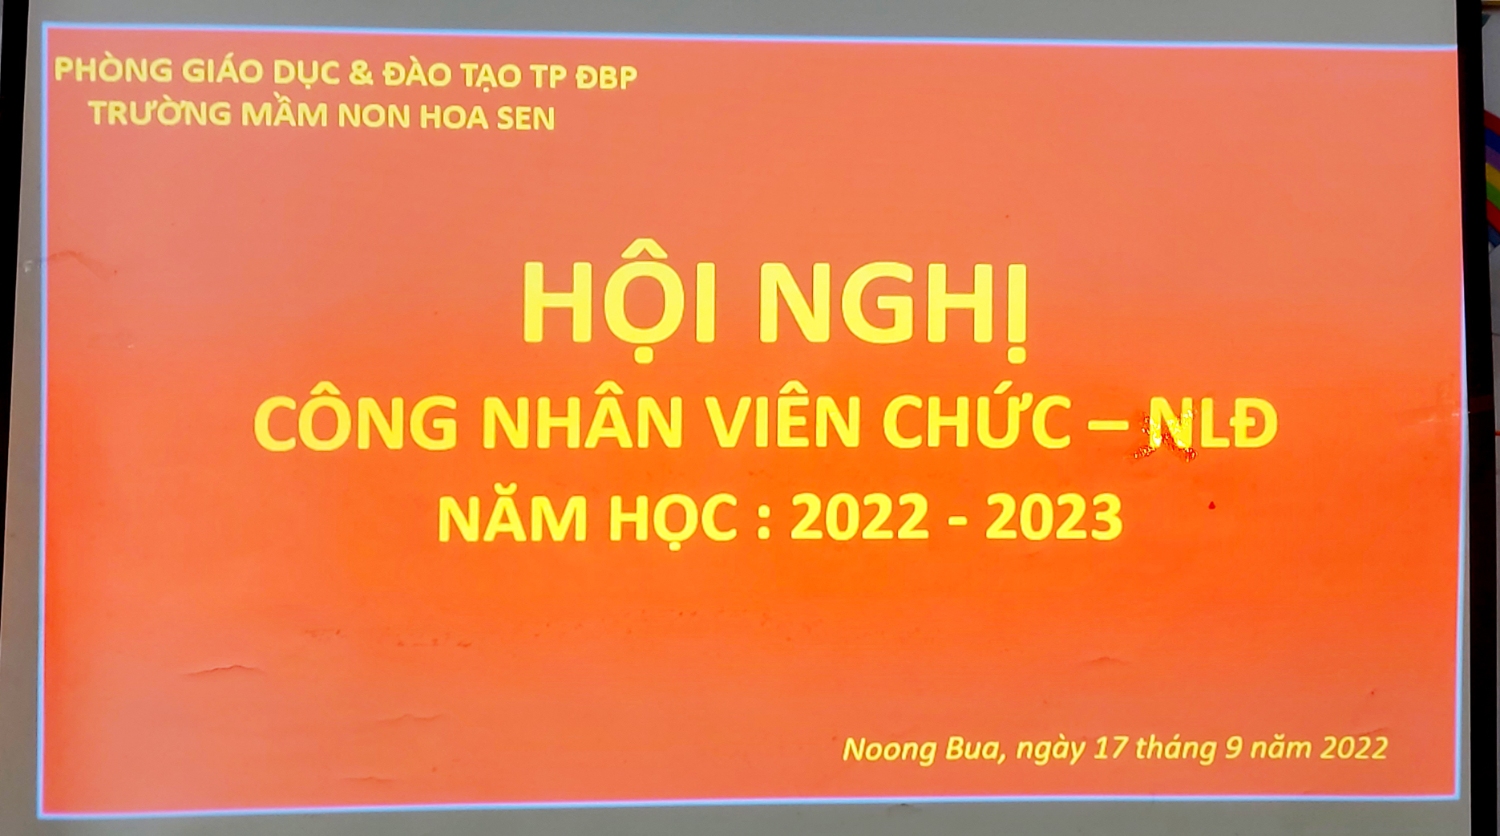 PHÒNG GIÁO DỤC & ĐÀO TẠO TP ĐBP
TRƯỜNG MẦM NON HOA SEN
HỘI NGHỊ
CÔNG NHÂN VIÊN CHỨC – NLĐ
NĂM HỌC : 2022 - 2023
Noong Bua, ngày 17 tháng 9 năm 2022